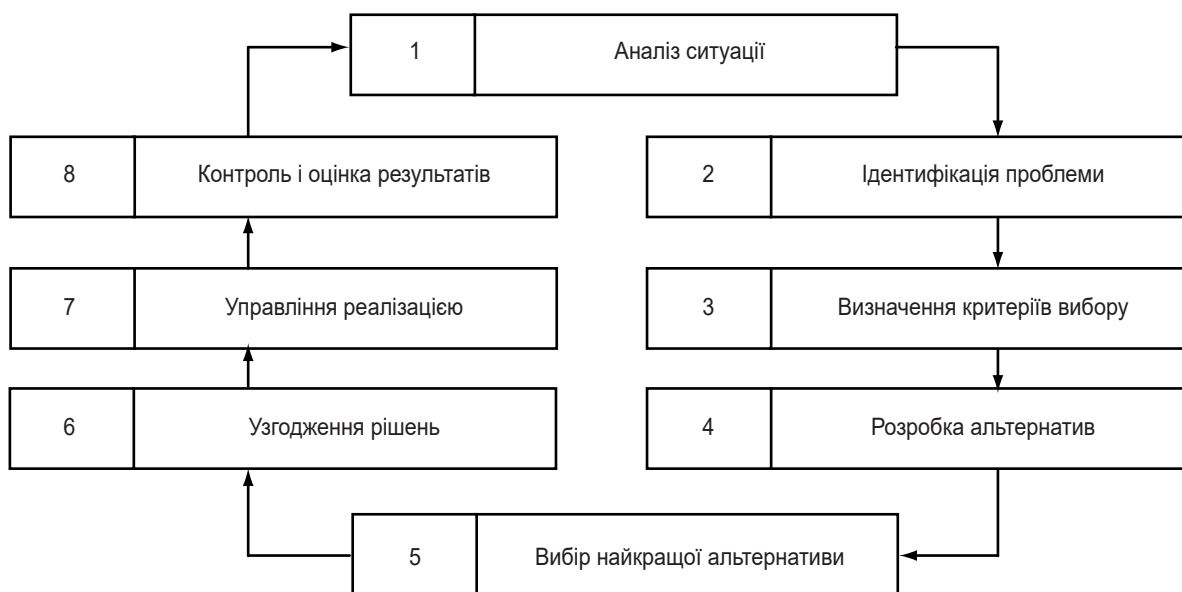 1 Аналіз ситуації
8 Контроль і оцінка результатів
2 Ідентифікація проблеми
7 Управління реалізацією
3 Визначення критеріїв вибору
6 Узгодження рішень
4 Розробка альтернатив
5 Вибір найкращої альтернативи